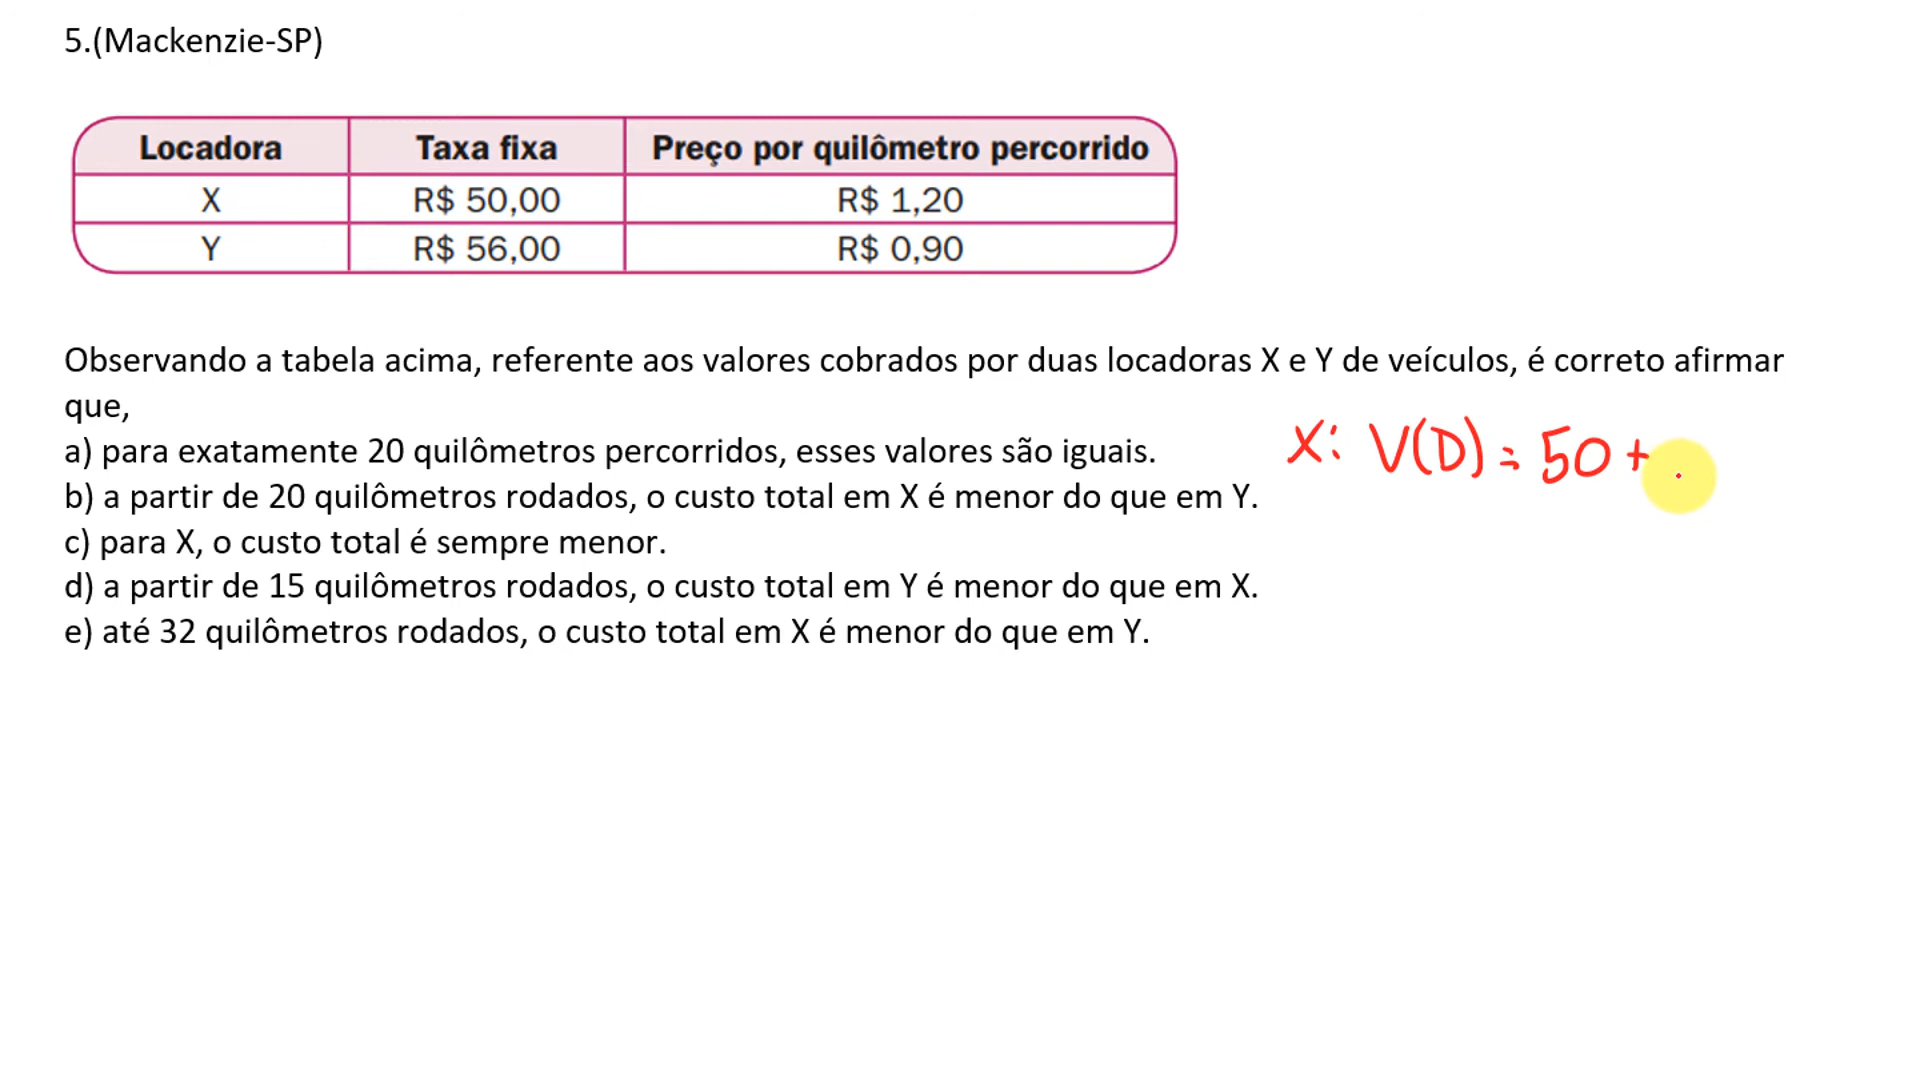 5.(Mackenzie-SP)
Locadora Taxa fixa Preço por quilômetro percorrido
X R$ 50,00 R$ 1,20
Y R$ 56,00 R$ 0,90
Observando a tabela acima, referente aos valores cobrados por duas locadoras X e Y de veículos, é correto afirmar
que,
a) para exatamente 20 quilômetros percorridos, esses valores são iguais.
X: V(D) = 50 +
b) a partir de 20 quilômetros rodados, o custo total em X é menor do que em Y.
c) para X, o custo total é sempre menor.
d) a partir de 15 quilômetros rodados, o custo total em Y é menor do que em X.
e) até 32 quilômetros rodados, o custo total em X é menor do que em Y.